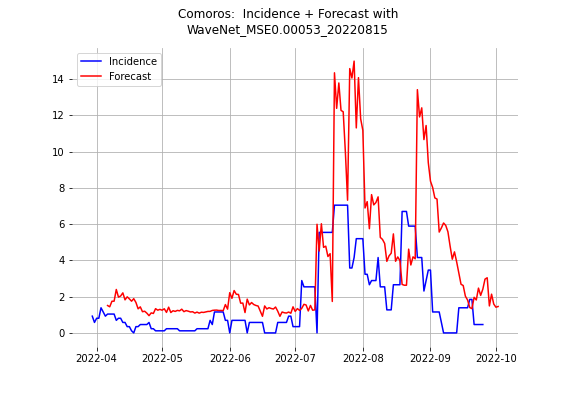 Comoros:  Incidence + Forecast with
WaveNet_MSE0.00053_20220815
Incidence
Forecast
14
12
10
8
6
4
2
0
2022-04 2022-05 2022-06 2022-07 2022-08 2022-09 2022-10